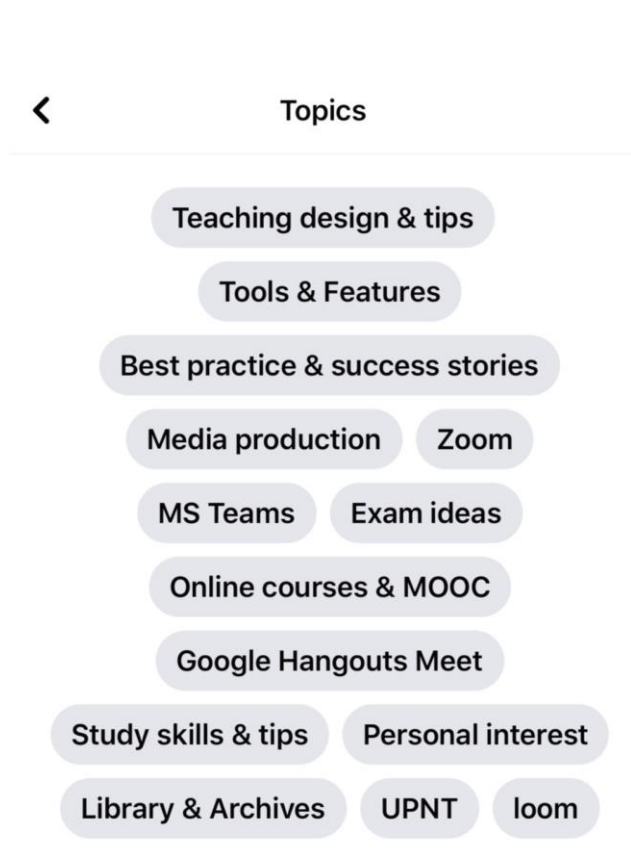 Topics
Teaching design & tips
Tools & Features
Best practice & success stories
Media production Zoom
MS Teams Exam ideas
Online courses & MOOC
Google Hangouts Meet
Study skills & tips Personal interest
Library & Archives UPNT loom